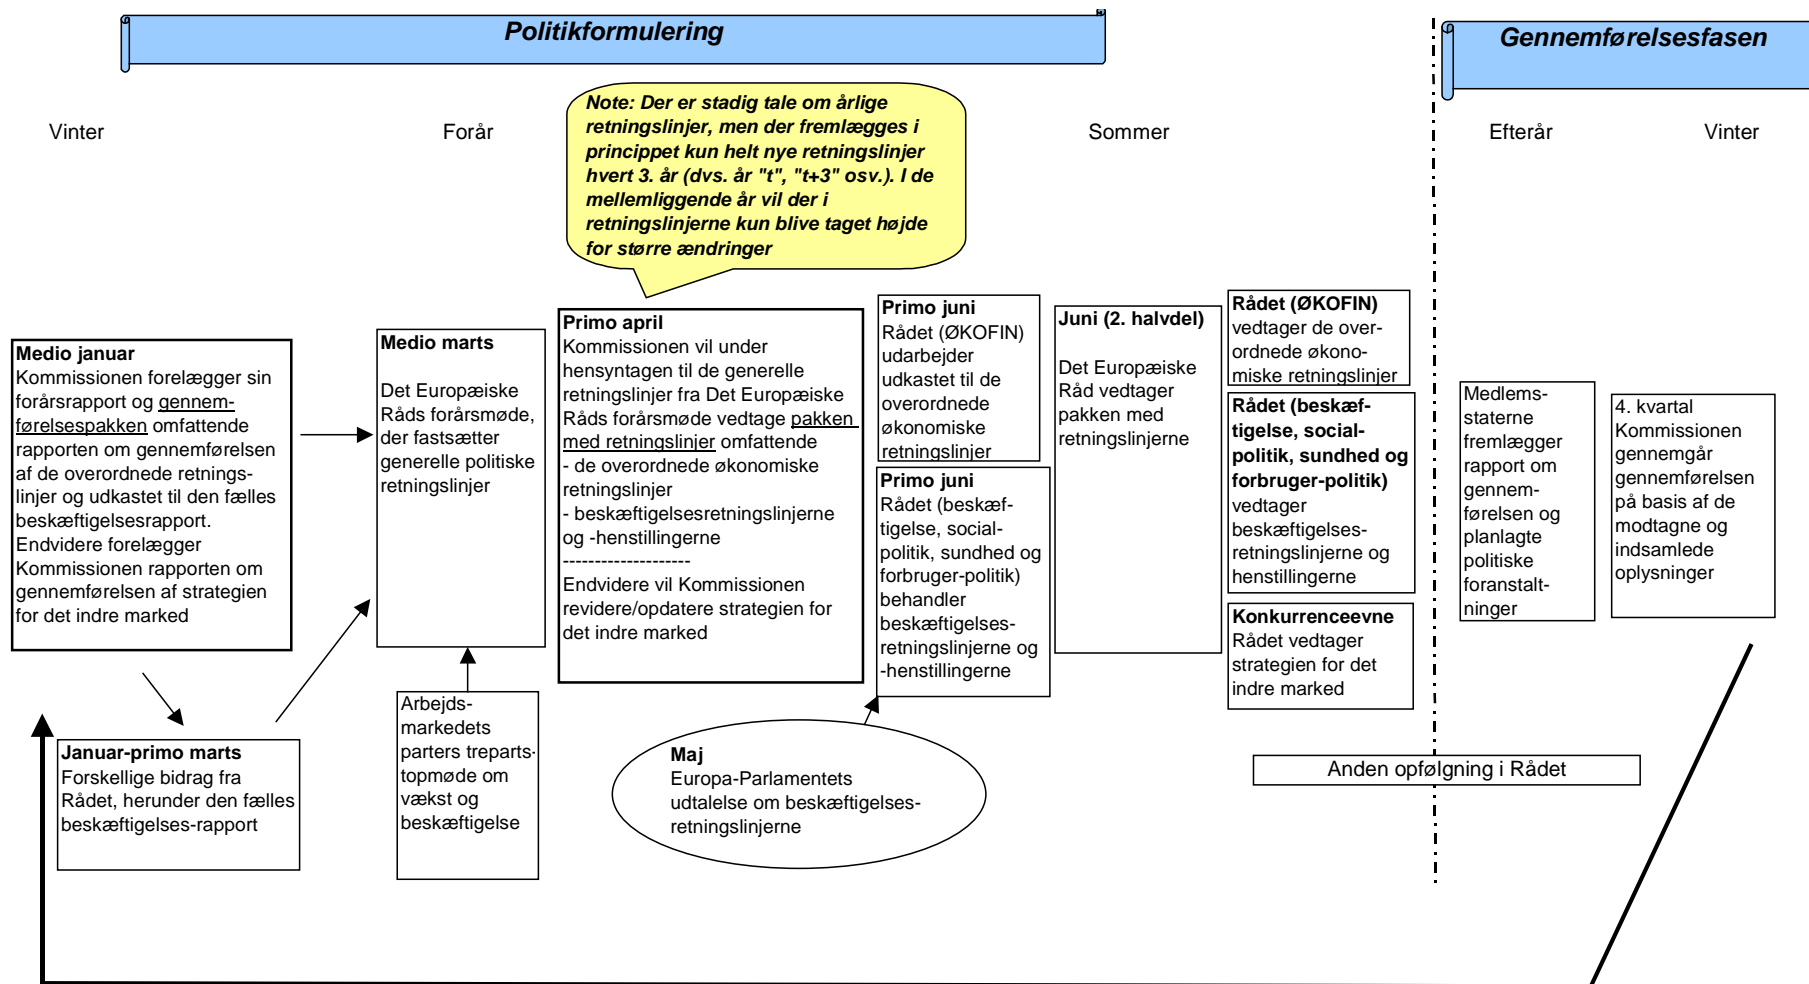 Politikformulering
Gennemførelsesfasen
Vinter
Forår
Sommer
Efterår
Vinter
Note: Der er stadig tale om årlige
retningslinjer, men der fremlægges i
princippet kun helt nye retningslinjer
hvert 3. år (dvs. år "t", "t+3" osv.). I de
mellemliggende år vil der i
retningslinjerne kun blive taget højde
for større ændringer
Medio januar
Kommissionen forelægger sin
forårsrapport og gennem-
førelsespakken omfattende
rapporten om gennemførelsen
af de overordnede retnings-
linjer og udkastet til den fælles
beskæftigelsesrapport.
Endvidere forelægger
Kommissionen rapporten om
gennemførelsen af strategien
for det indre marked
Januar-primo marts
Forskellige bidrag fra
Rådet, herunder den fælles
beskæftigelses-rapport
Medio marts
Det Europæiske
Råds forårsmøde,
der fastsætter
generelle politiske
retningslinjer
Arbejds-
markedets
parters treparts-
topmøde om
vækst og
beskæftigelse
Primo april
Kommissionen vil under
hensyntagen til de generelle
retningslinjer fra Det Europæiske
Råds forårsmøde vedtage pakken
med retningslinjer omfattende
- de overordnede økonomiske
retningslinjer
- beskæftigelsesretningslinjerne
og -henstillingerne
--------------------
Endvidere vil Kommissionen
revidere/opdatere strategien for
det indre marked
Maj
Europa-Parlamentets
udtalelse om beskæftigelses-
retningslinjerne
Primo juni
Rådet (ØKOFIN)
udarbejder
udkastet til de
overordnede
økonomiske
retningslinjer
Primo juni
Rådet (beskæf-
tigelse, social-
politik, sundhed og
forbruger-politik)
behandler
beskæftigelses-
retningslinjerne og
-henstillingerne
Juni (2. halvdel)
Det Europæiske
Råd vedtager
pakken med
retningslinjerne
Rådet (ØKOFIN)
vedtager de over-
ordnede økono-
miske retningslinjer
Rådet (beskæf-
tigelse, social-
politik, sundhed og
forbruger-politik)
vedtager
beskæftigelses-
retningslinjerne og
henstillingerne
Konkurrenceevne
Rådet vedtager
strategien for det
indre marked
Anden opfølgning i Rådet
Medlems-
staterne
fremlægger
rapport om
gennem-
førelsen og
planlagte
politiske
foranstalt-
ninger
4. kvartal
Kommissionen
gennemgår
gennemførelsen
på basis af de
modtagne og
indsamlede
oplysninger